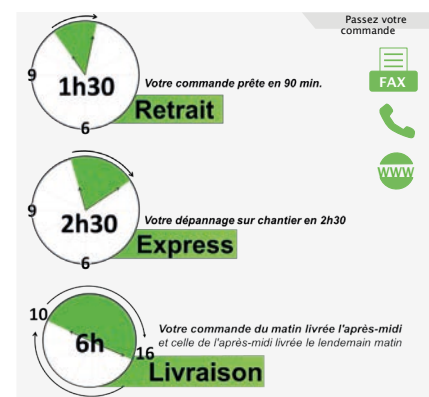 Passez votre
commande
FAX
WWW
9
1h30
6
Votre commande prête en 90 min.
Retrait
9
2h30
6
Votre dépannage sur chantier en 2h30
Express
10
6h
16
Votre commande du matin livrée l'après-midi
et celle de l'après-midi livrée le lendemain matin
Livraison